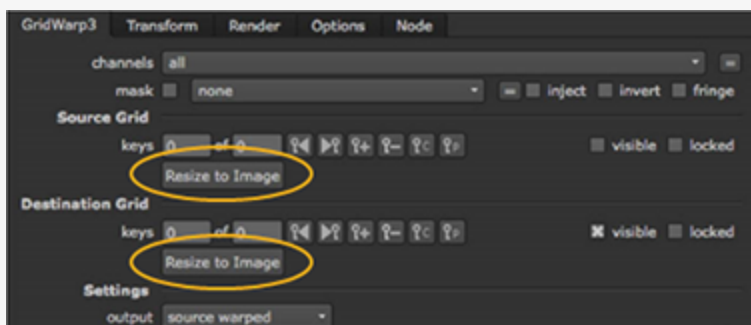 GridWarp3 Transform Render Options Node
channels all
mask none inject invert fringe
Source Grid
keys 0 of 0 visible locked
Resize to Image
Destination Grid
keys 0 of 0 visible locked
Resize to Image
Settings
output source warped